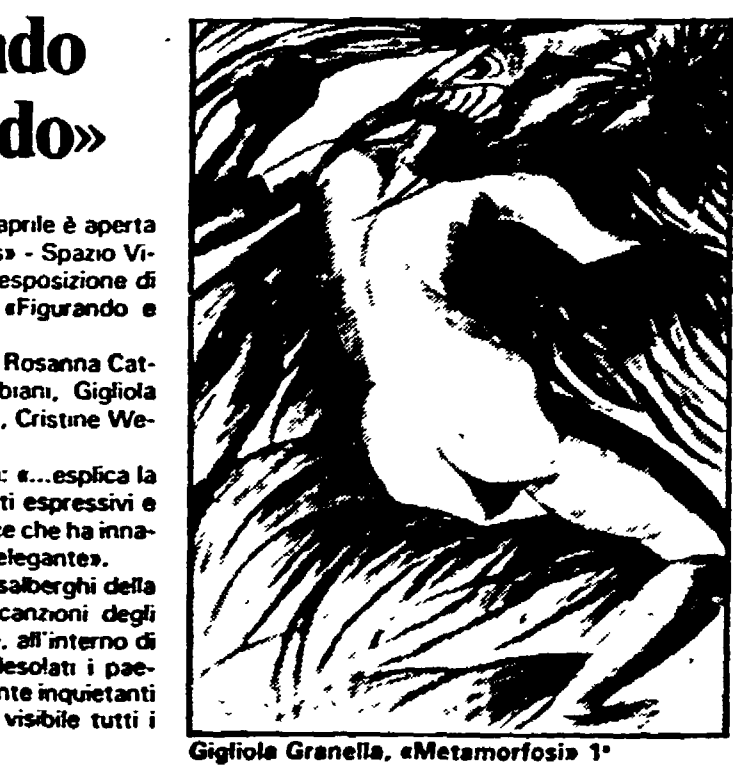 ndo
do»
aprile è aperta
s» - Spazio Vi-
esposizione di
«Figurando e
Rosanna Cat-
biani, Gigliola
, Cristine We-
: «...esplica la
ti espressivi e
ce che ha inna-
elegante».
salberghi della
canzoni degli
, all'interno di
desolati i pae-
nte inquietanti
visibile tutti i
Gigliola Granella, «Metamorfosi» 1ª